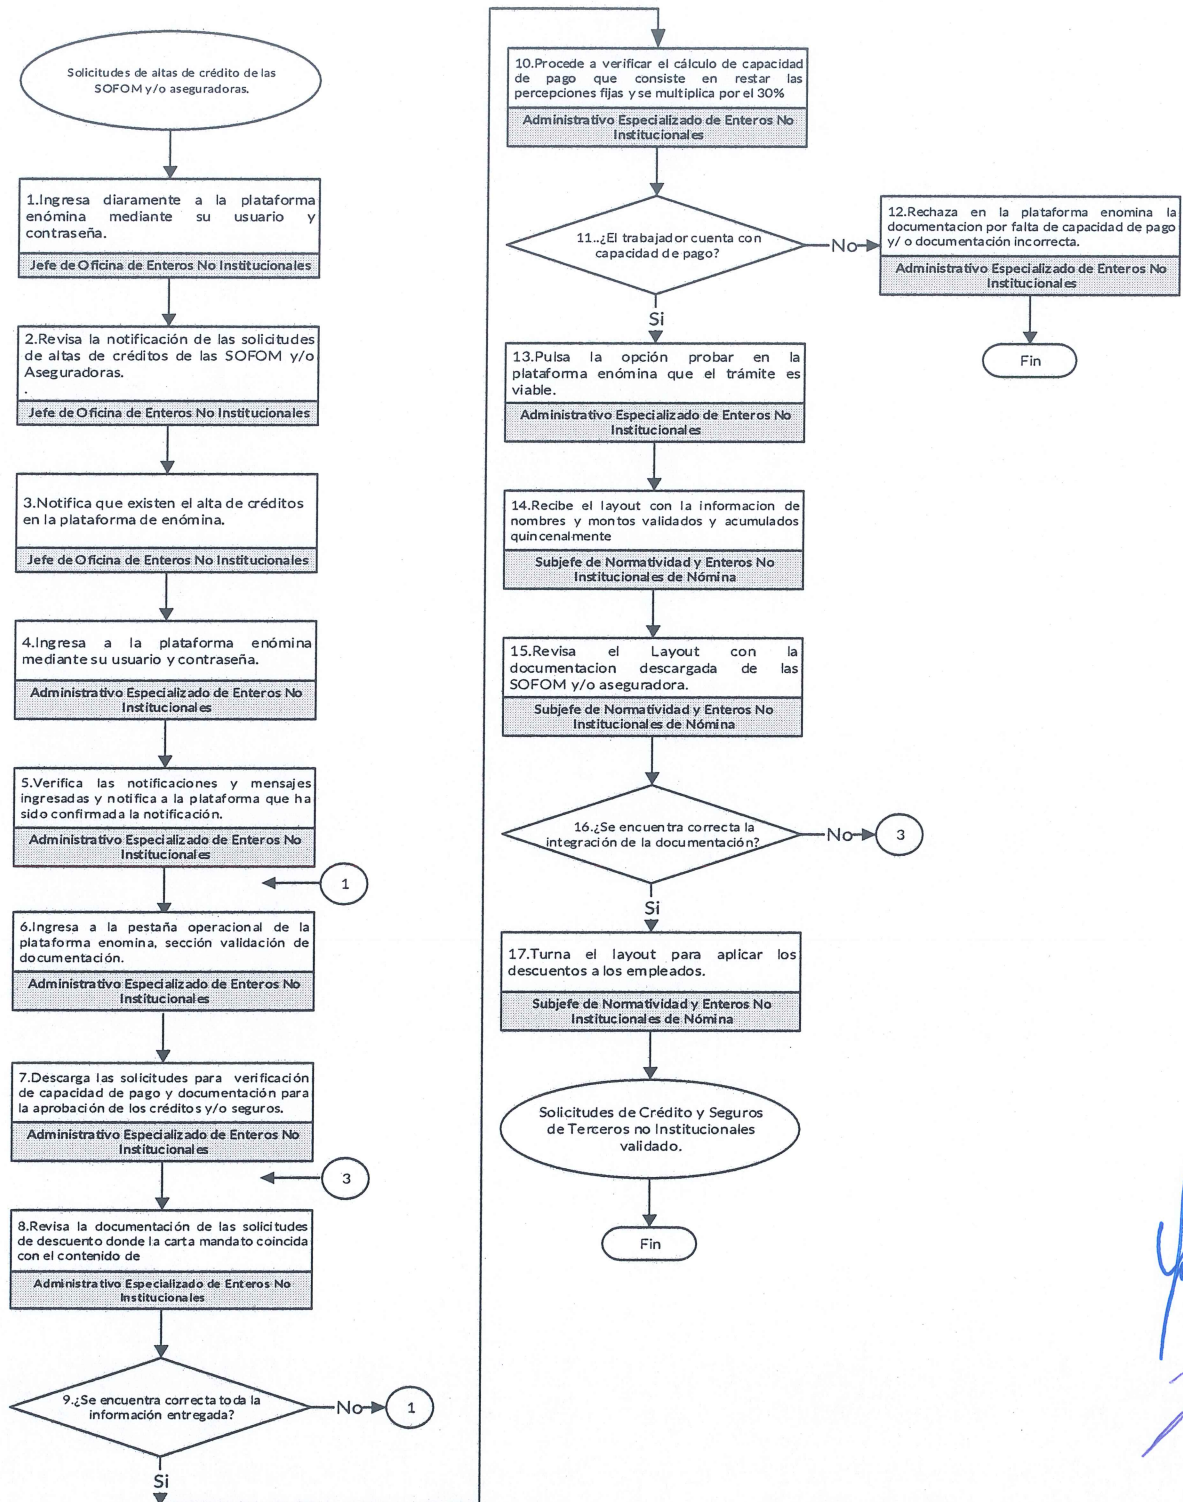 Solicitudes de altas de crédito de las
SOFOM y/o aseguradoras.
1.Ingresa diaramente a la plataforma
enómina mediante su usuario y
contraseña.
Jefe de Oficina de Enteros No Institucionales
2.Revisa la notificación de las solicitudes
de altas de créditos de las SOFOM y/o
Aseguradoras.
.
Jefe de Oficina de Enteros No Institucionales
3.Notifica que existen el alta de créditos
en la plataforma de enómina.
Jefe de Oficina de Enteros No Institucionales
4.Ingresa a la plataforma enómina
mediante su usuario y contraseña.
Administrativo Especializado de Enteros No
Institucionales
5.Verifica las notificaciones y mensajes
ingresadas y notifica a la plataforma que ha
sido confirmada la notificación.
Administrativo Especializado de Enteros No
Institucionales
1
6.Ingresa a la pestaña operacional de la
plataforma enomina, sección validación de
documentación.
Administrativo Especializado de Enteros No
Institucionales
7.Descarga las solicitudes para verificación
de capacidad de pago y documentación para
la aprobación de los créditos y/o seguros.
Administrativo Especializado de Enteros No
Institucionales
3
8.Revisa la documentación de las solicitudes
de descuento donde la carta mandato coincida
con el contenido de
Administrativo Especializado de Enteros No
Institucionales
9.¿Se encuentra correcta toda la
información entregada?
No
1
Si
10.Procede a verificar el cálculo de capacidad
de pago que consiste en restar las
percepciones fijas y se multiplica por el 30%
Administrativo Especializado de Enteros No
Institucionales
11..¿El trabajador cuenta con
capacidad de pago?
No
12.Rechaza en la plataforma enomina la
documentacion por falta de capacidad de pago
y/ o documentación incorrecta.
Administrativo Especializado de Enteros No
Institucionales
Fin
Si
13.Pulsa la opción probar en la
plataforma enómina que el trámite es
viable.
Administrativo Especializado de Enteros No
Institucionales
14.Recibe el layout con la informacion de
nombres y montos validados y acumulados
quincenalmente
Subjefe de Normatividad y Enteros No
Institucionales de Nómina
15.Revisa el Layout con la
documentacion descargada de las
SOFOM y/o aseguradora.
Subjefe de Normatividad y Enteros No
Institucionales de Nómina
16.¿Se encuentra correcta la
integración de la documentación?
No
3
Si
17.Turna el layout para aplicar los
descuentos a los empleados.
Subjefe de Normatividad y Enteros No
Institucionales de Nómina
Solicitudes de Crédito y Seguros
de Terceros no Institucionales
validado.
Fin